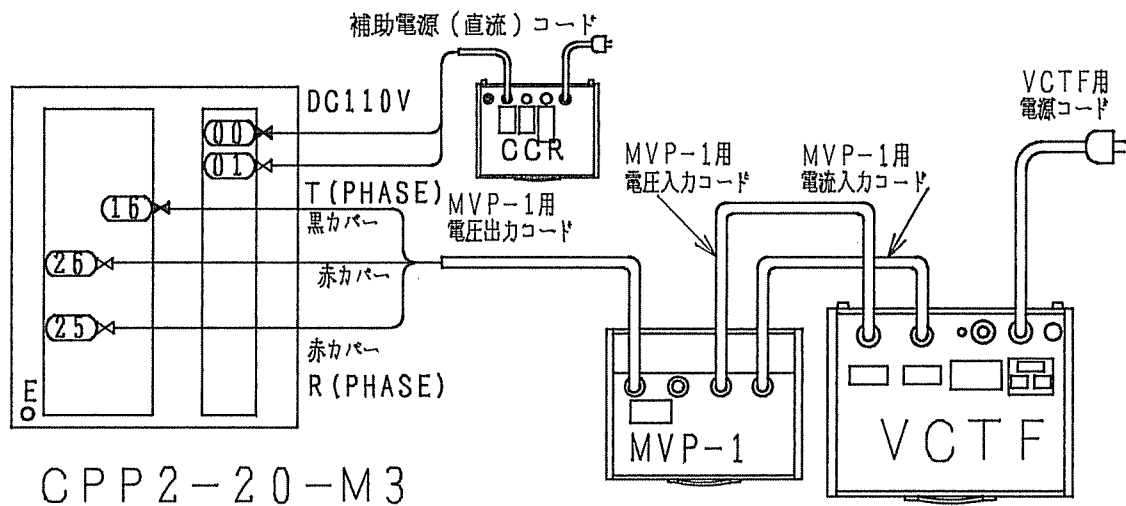 補助電源(直流)コード
DC110V
00
01
CCR
VCTF用
電源コード
MVP-1用
電圧入力コード
MVP-1用
電流入力コード
T(PHASE)
黒カバー
MVP-1用
電圧出力コード
16
26
赤カバー
25
赤カバー
R(PHASE)
E
MVP-1
VCTF
CPP2-20-M3